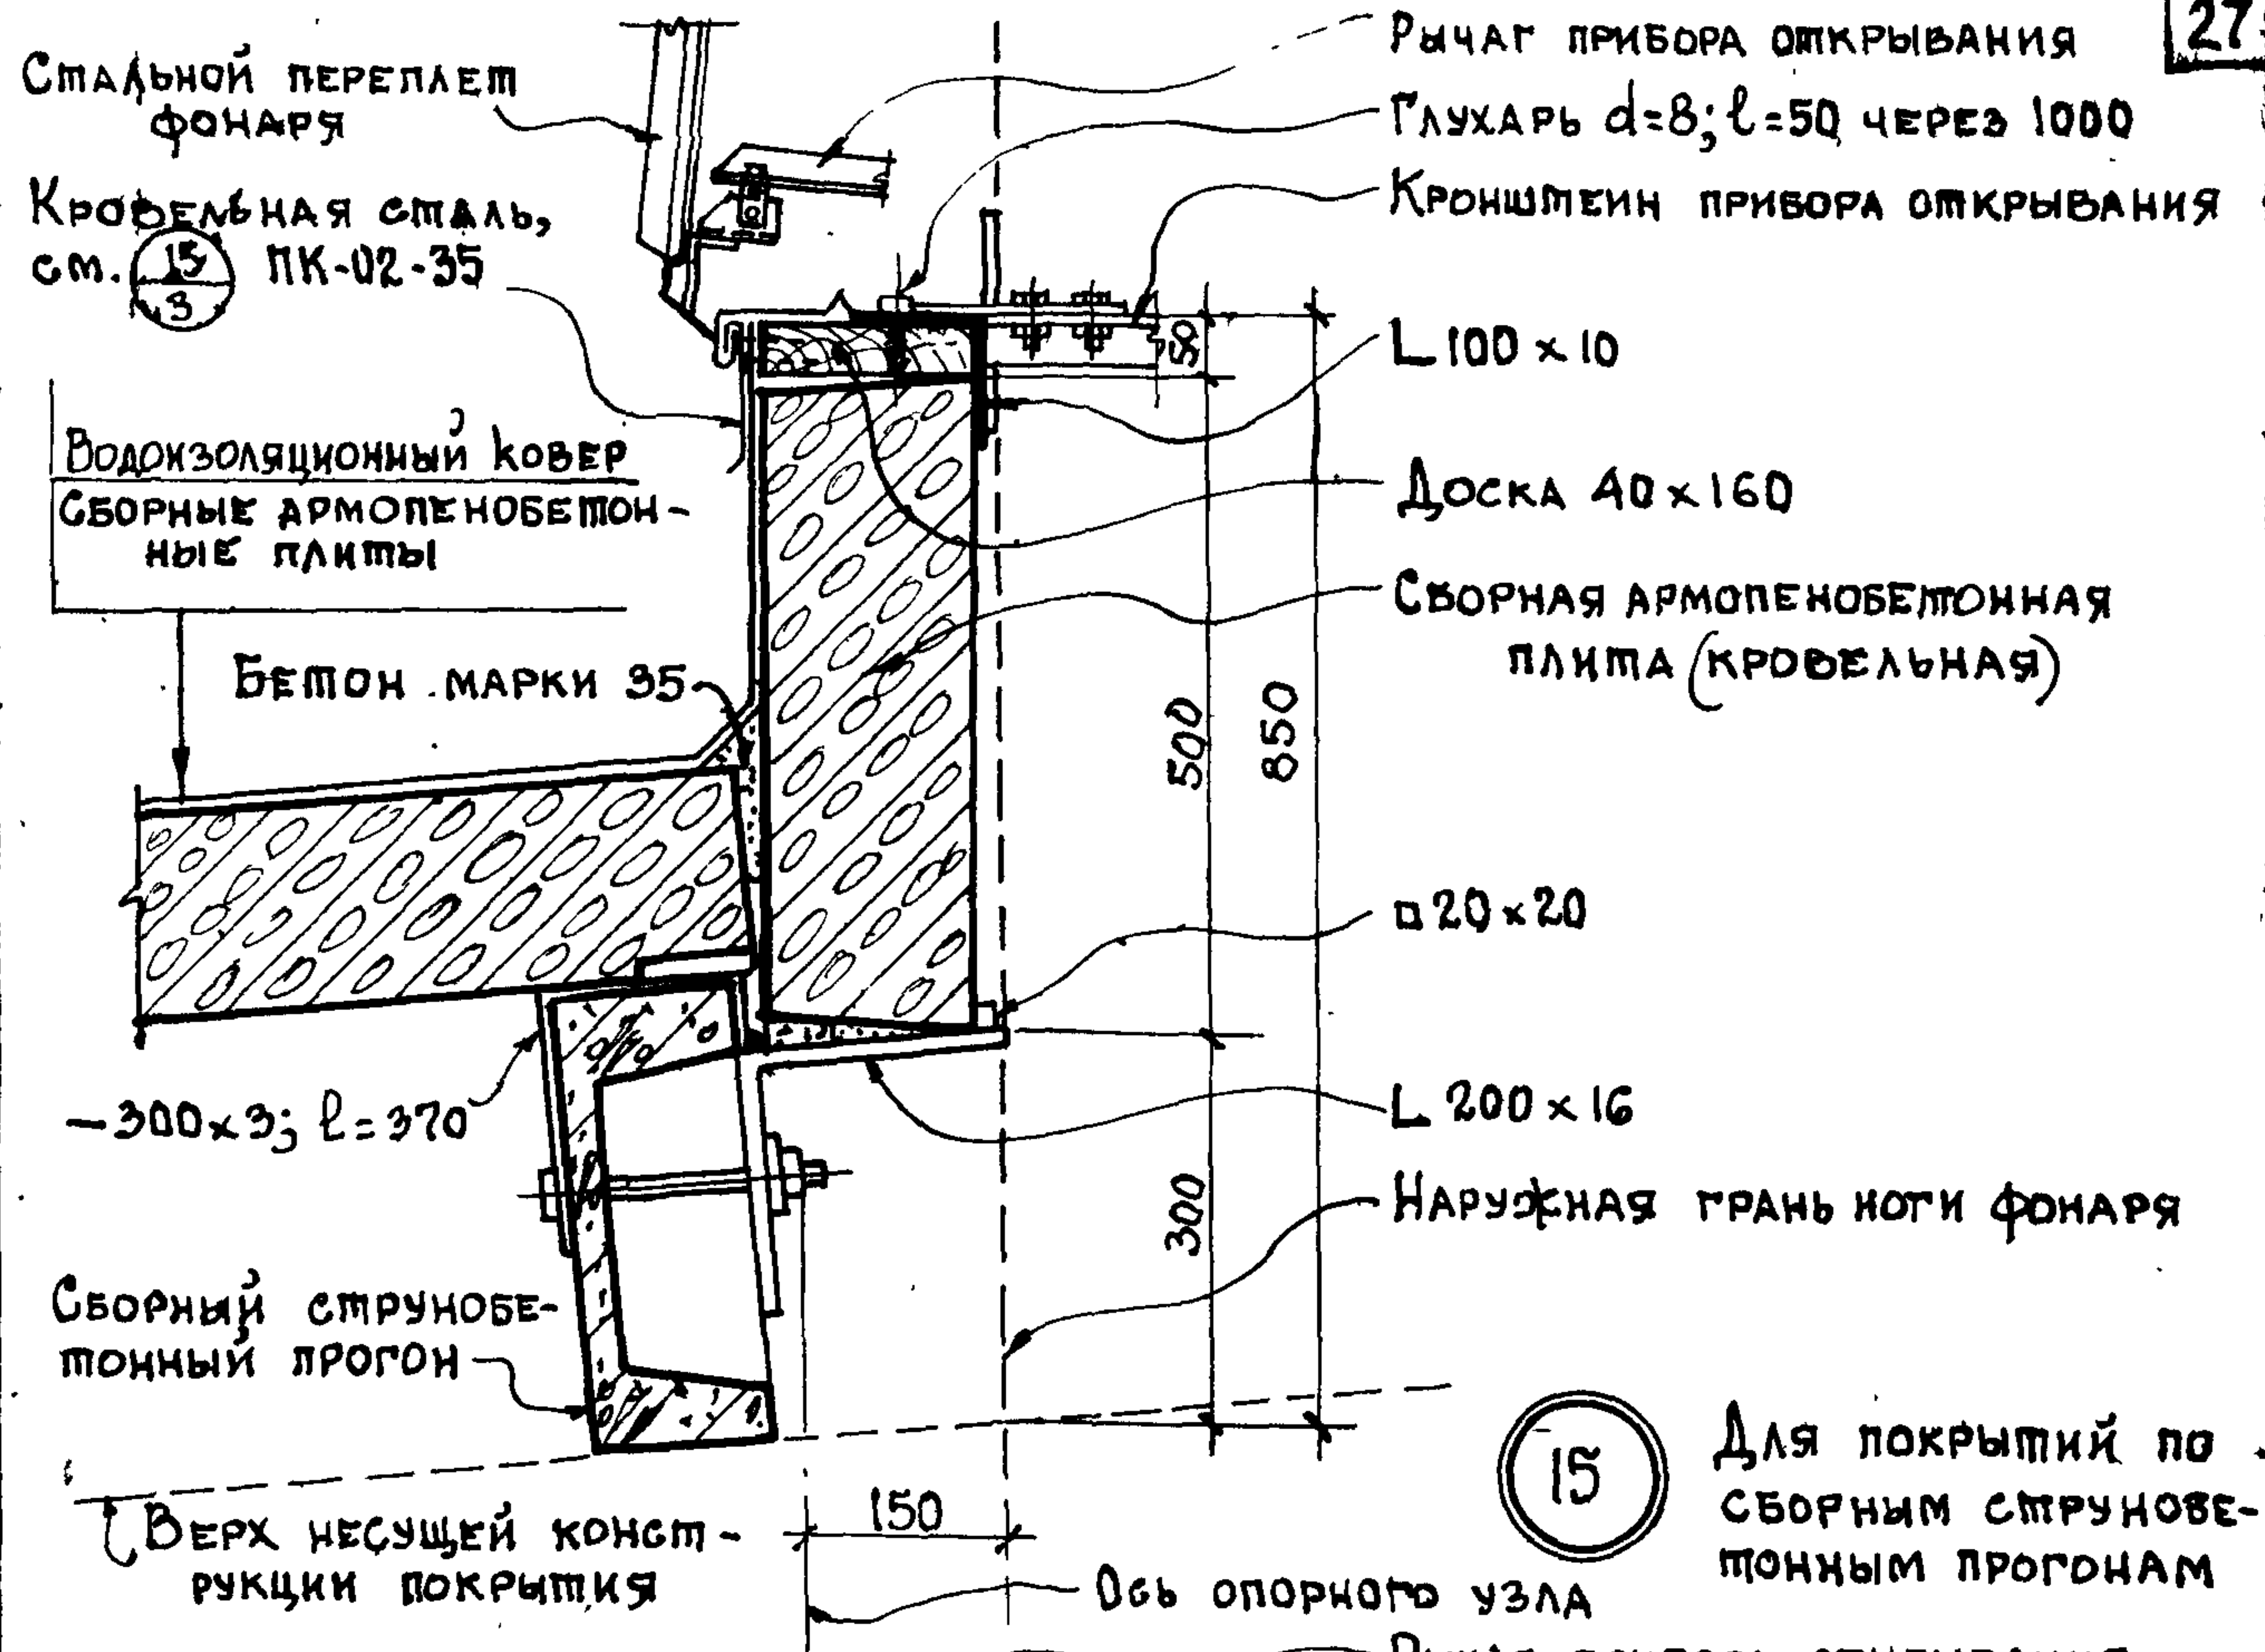 27
Стальной переплет
фонаря
Кровельная сталь,
см. 15/3 ПК-02-35
Водоизоляционный ковер
Сборные армопенобетон-
ные плиты
Бетон марки 35
—300×3; l=370
Сборный струнобе-
тонный прогон
Верх несущей конст-
рукции покрытия
Рычаг прибора открывания
Глухарь d=8; l=50 через 1000
Кронштейн прибора открывания
L 100 × 10
Доска 40 × 160
Сборная армопенобетонная
плита (кровельная)
□ 20 × 20
L 200 × 16
Наружная грань ноги фонаря
50
500
850
300
150
Ось опорного узла
15
Для покрытий по
сборным струнобе-
тонным прогонам